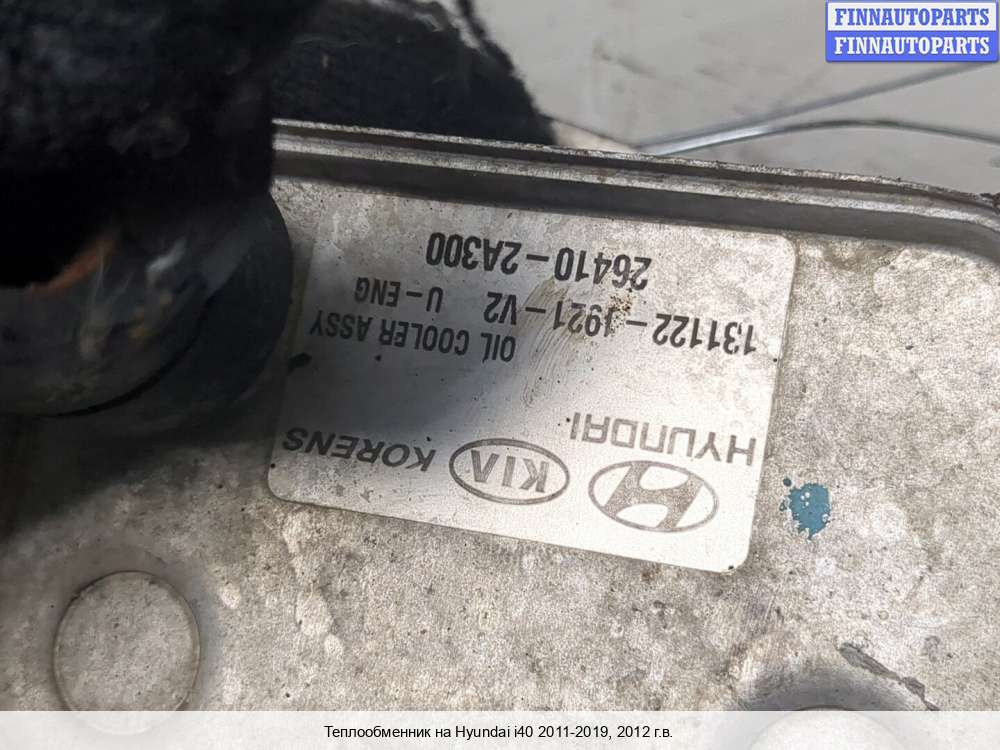 FINNAUTOPARTS
FINNAUTOPARTS
HYUNDAI
KIA KORENS
OIL COOLER ASSY
131122-J921-V2 U-ENG
26410-2A300
Теплообменник на Hyundai i40 2011-2019, 2012 г.в.